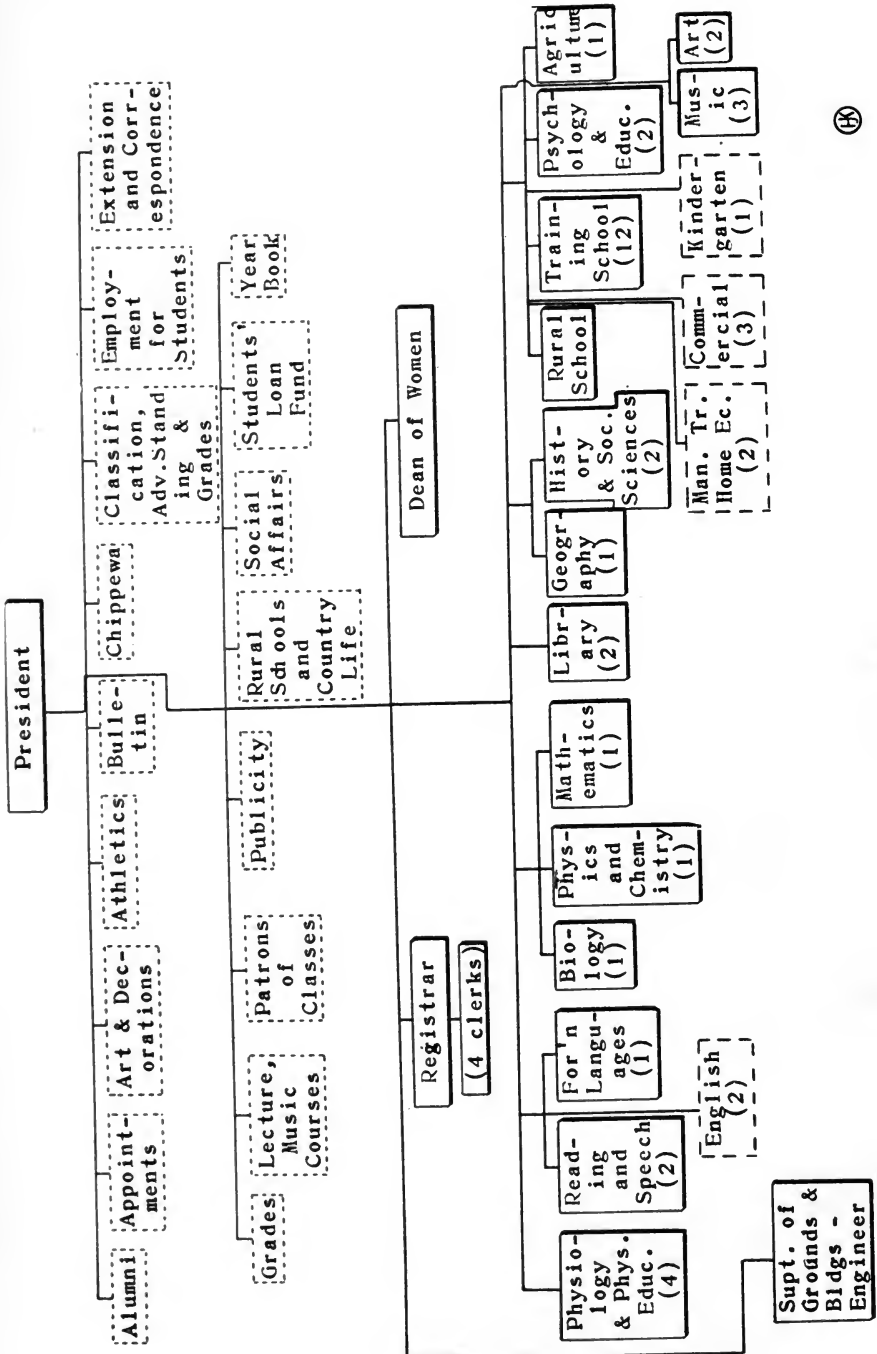 President
Alumni
Appoint-
ments
Art & Dec-
orations
Athletics
Bulle-
tin
Chippewa
Classifi-
cation,
Adv.Stand
ing &
Grades
Employ-
ment
for
Students
Extension
and Corr-
espondence
Grades
Lecture,
Music
Courses
Patrons
of
Classes
Publicity
Rural
Schools
and
Country
Life
Social
Affairs
Students'
Loan
Fund
Year
Book
Registrar
(4 clerks)
Dean of Women
Physio-
logy
& Phys.
Educ.
(4)
Read-
ing
and
Speech
(2)
For'n
Langu-
ages
(1)
English
(2)
Bio-
logy
(1)
Phys-
ics
and
Chem-
istry
(1)
Math-
ematics
(1)
Libr-
ary
(2)
Geogr-
aphy
(1)
Hist-
ory
& Soc.
Sciences
(2)
Rural
School
Train-
ing
School
(12)
Psych-
ology
&
Educ.
(2)
Agric
ulture
(1)
Man. Tr.
Home Ec.
(2)
Comm-
ercial
(3)
Kinder-
garten
(1)
Mus-
ic
(3)
Art
(2)
Supt. of
Grounds &
Bldgs -
Engineer